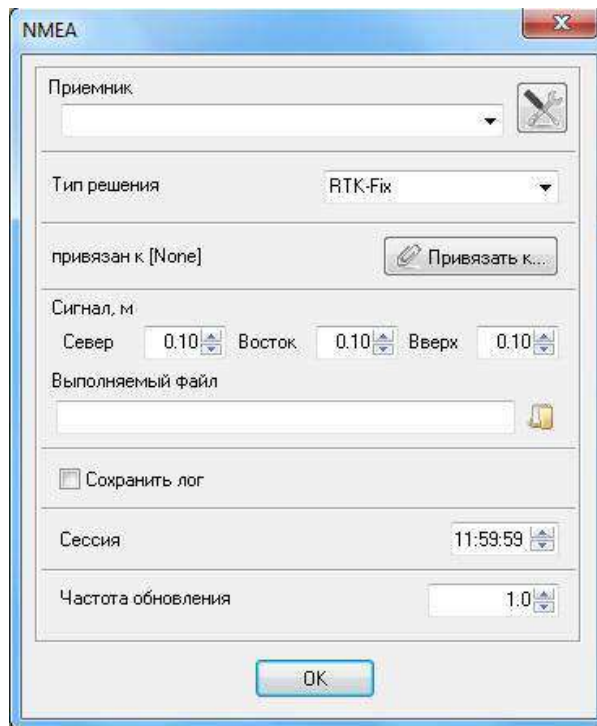 NMEA
Приемник
Тип решения RTK-Fix
привязан к [None] Привязать к...
Сигнал, м
Север 0.10 Восток 0.10 Вверх 0.10
Выполняемый файл
Сохранить лог
Сессия 11:59:59
Частота обновления 1.0
OK